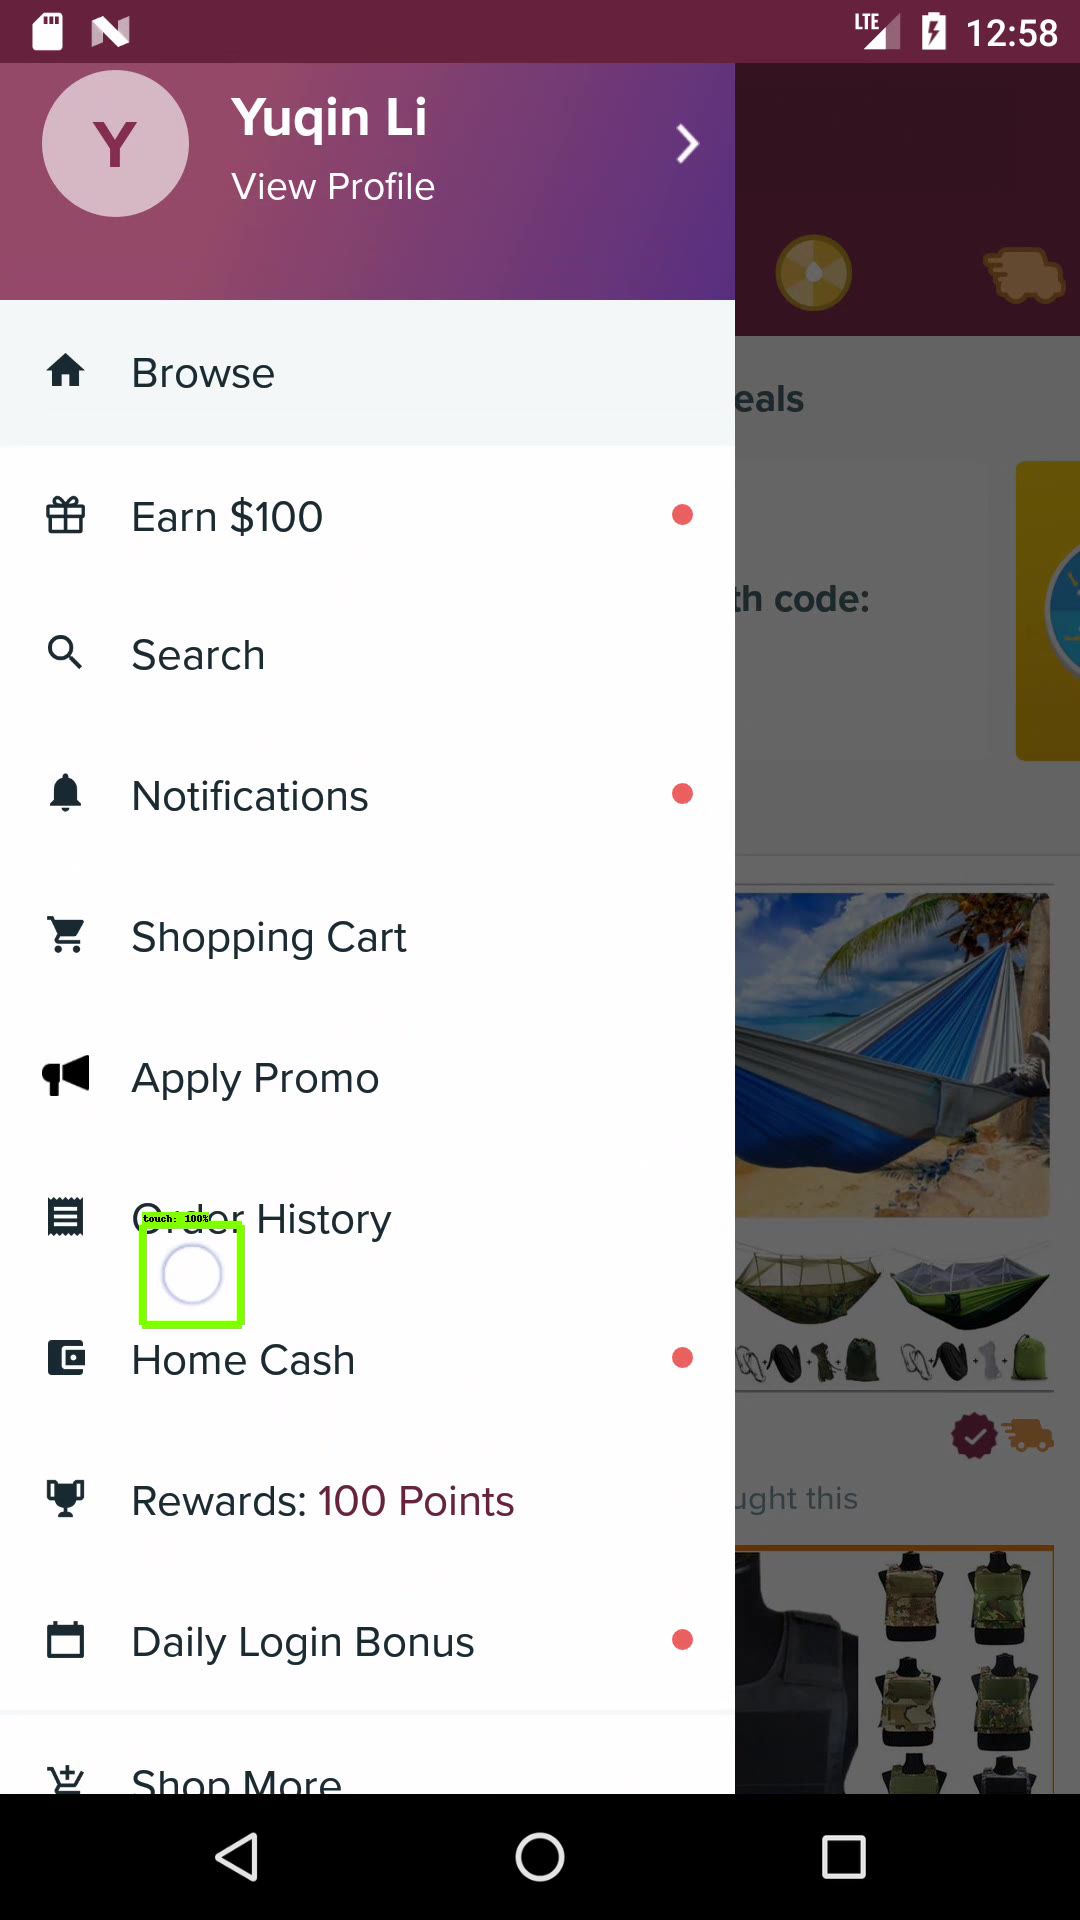 LTE 12:58
Y
Yuqin Li
View Profile
Browse
eals
Earn $100
th code:
Search
Notifications
Shopping Cart
Apply Promo
Order History
touch: 100%
Home Cash
Rewards: 100 Points
ught this
Daily Login Bonus
Shop More